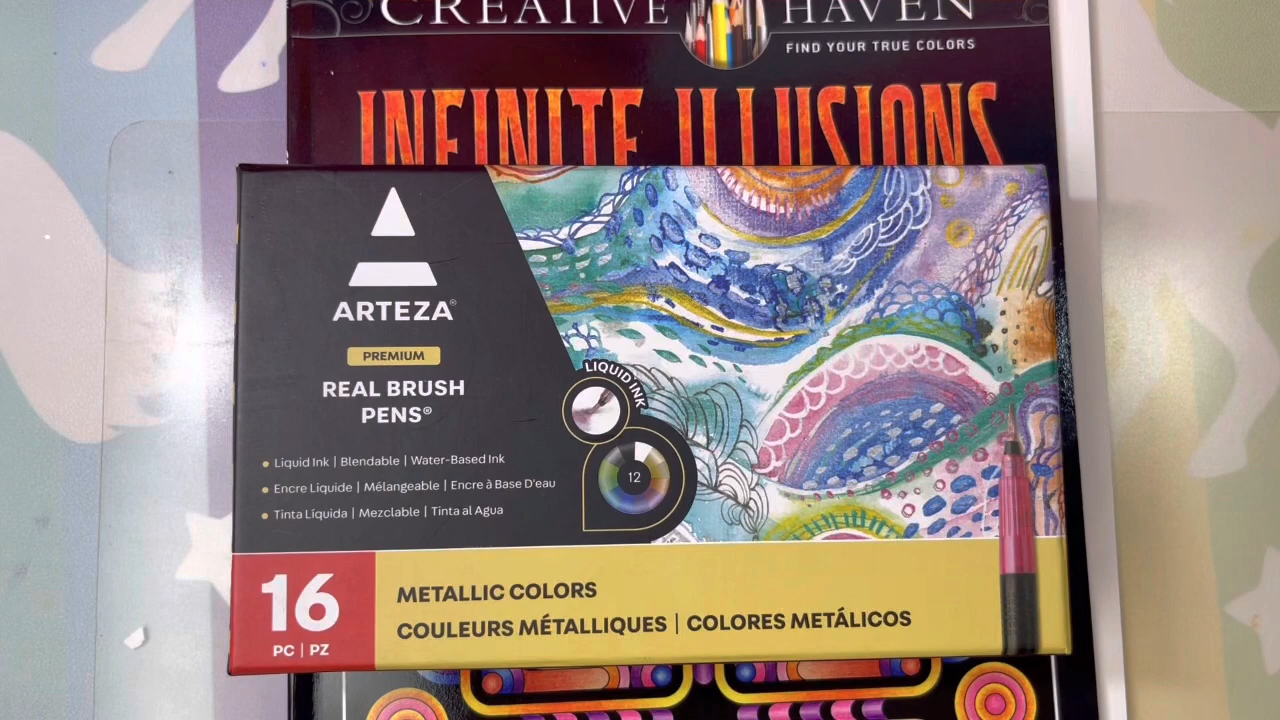 CREATIVE HAVEN
FIND YOUR TRUE COLORS
INFINITE ILLUSIONS
ARTEZA®
PREMIUM
REAL BRUSH
PENS®
LIQUID INK
12
• Liquid Ink | Blendable | Water-Based Ink
• Encre Liquide | Mélangeable | Encre à Base D'eau
• Tinta Líquida | Mezclable | Tinta al Agua
16
PC | PZ
METALLIC COLORS
COULEURS MÉTALLIQUES | COLORES METÁLICOS